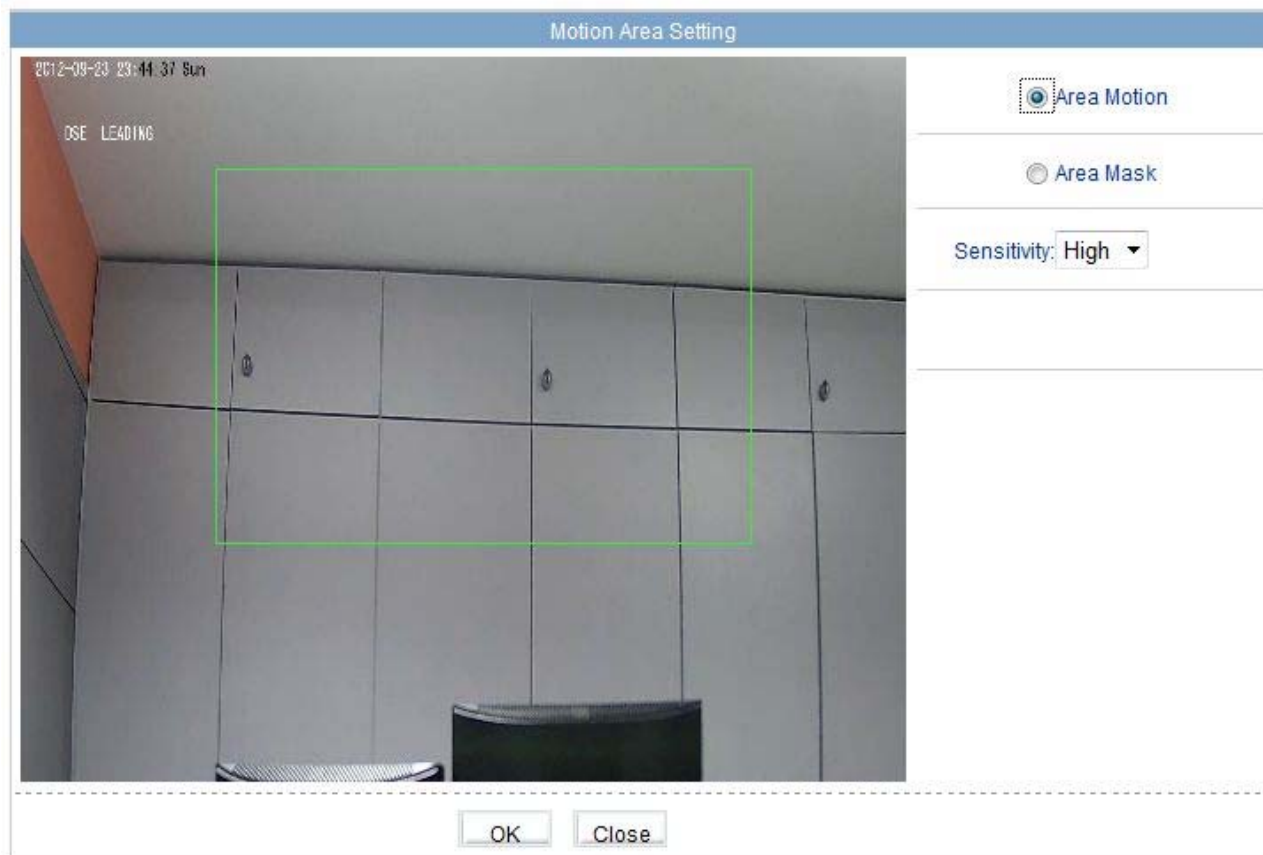 Motion Area Setting
2012-09-23 23:44:37 Sun
DSE LEADING
Area Motion
Area Mask
Sensitivity: High
OK
Close